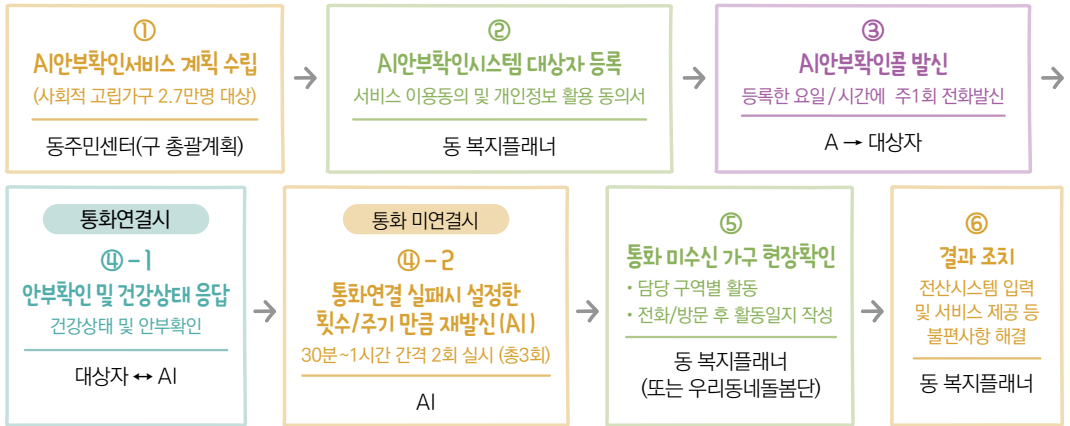 ①
AI안부확인서비스 계획 수립
(사회적 고립가구 2.7만명 대상)
동주민센터(구 총괄계획)
②
AI안부확인시스템 대상자 등록
서비스 이용동의 및 개인정보 활용 동의서
동 복지플래너
③
AI안부확인콜 발신
등록한 요일/시간에 주1회 전화발신
A → 대상자
통화연결시
④-1
안부확인 및 건강상태 응답
건강상태 및 안부확인
대상자 ↔ AI
통화 미연결시
④-2
통화연결 실패시 설정한
횟수/주기 만큼 재발신(AI)
30분~1시간 간격 2회 실시 (총3회)
AI
⑤
통화 미수신 가구 현장확인
· 담당 구역별 활동
· 전화/방문 후 활동일지 작성
동 복지플래너
(또는 우리동네돌봄단)
⑥
결과 조치
전산시스템 입력
및 서비스 제공 등
불편사항 해결
동 복지플래너